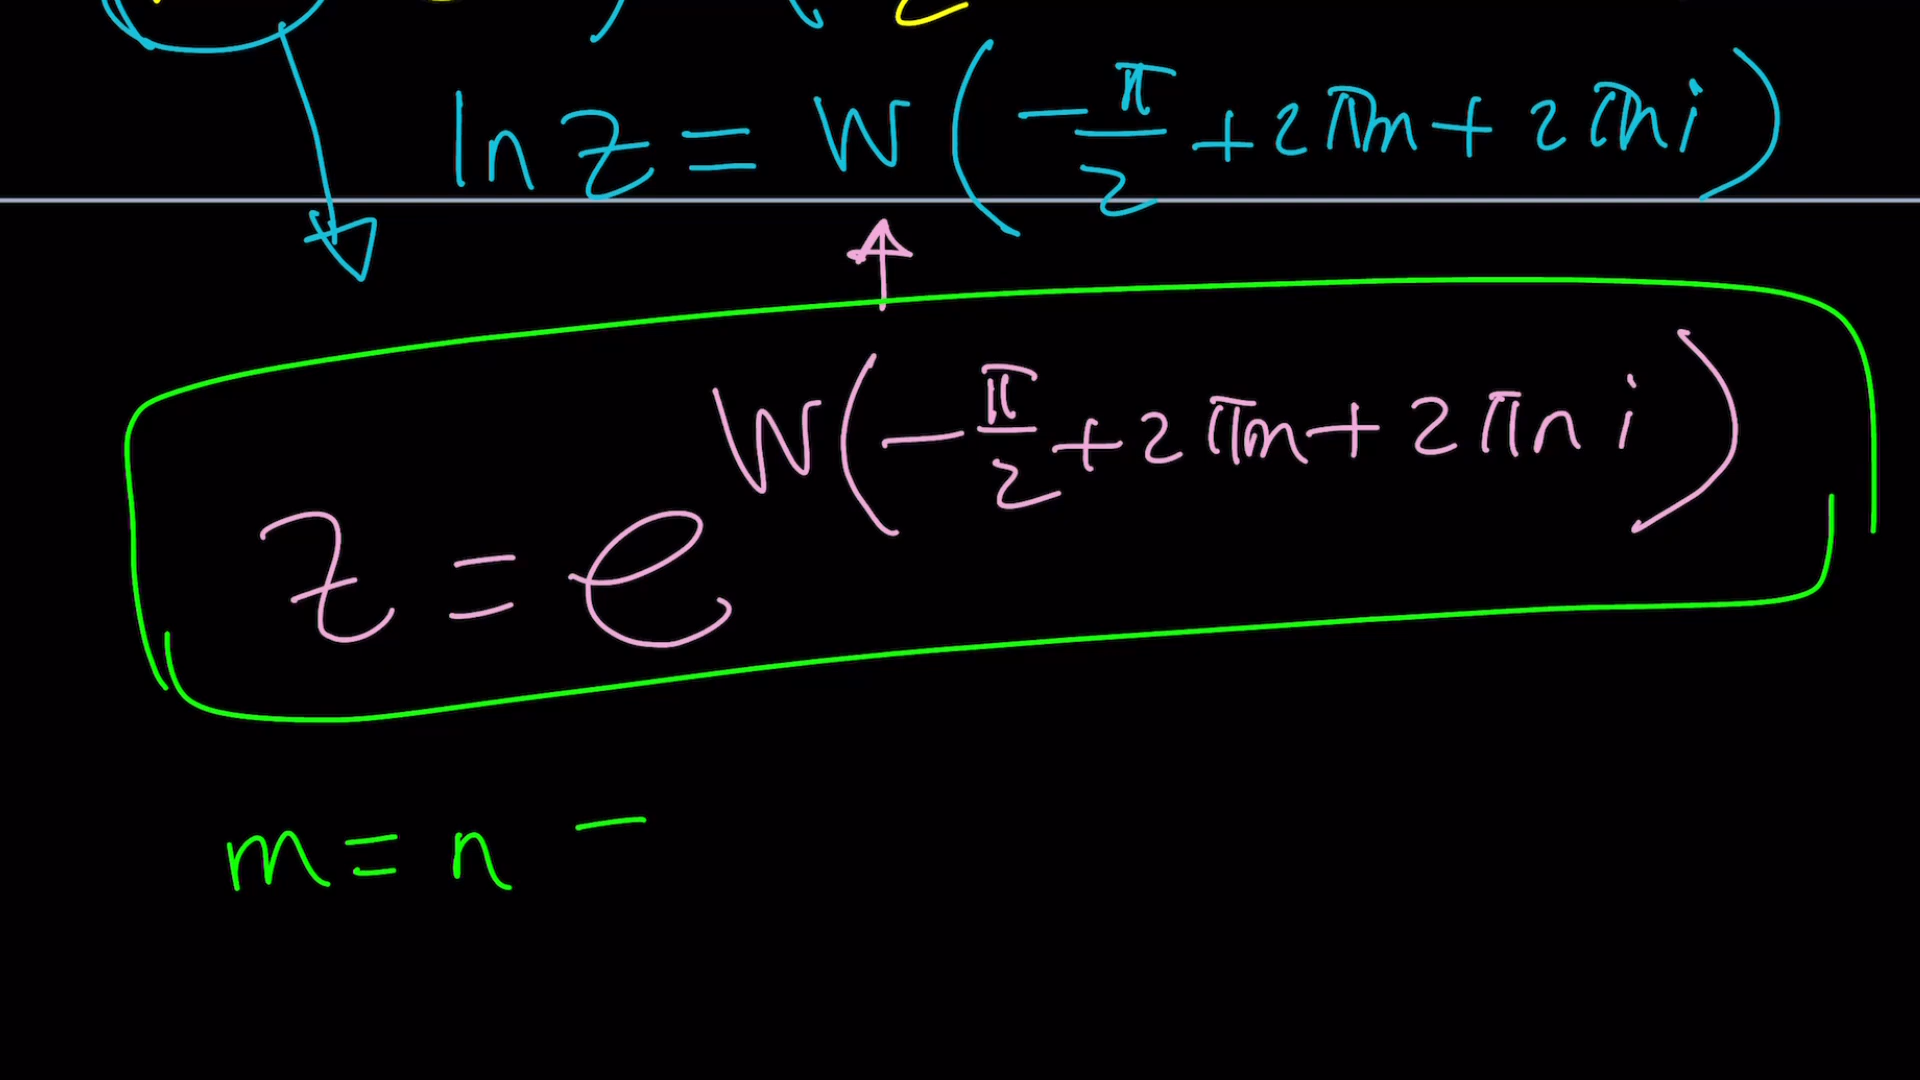 ln z = W(-π/2 + 2πm + 2πni)
z = e^W(-π/2 + 2πm + 2πni)
m = n -